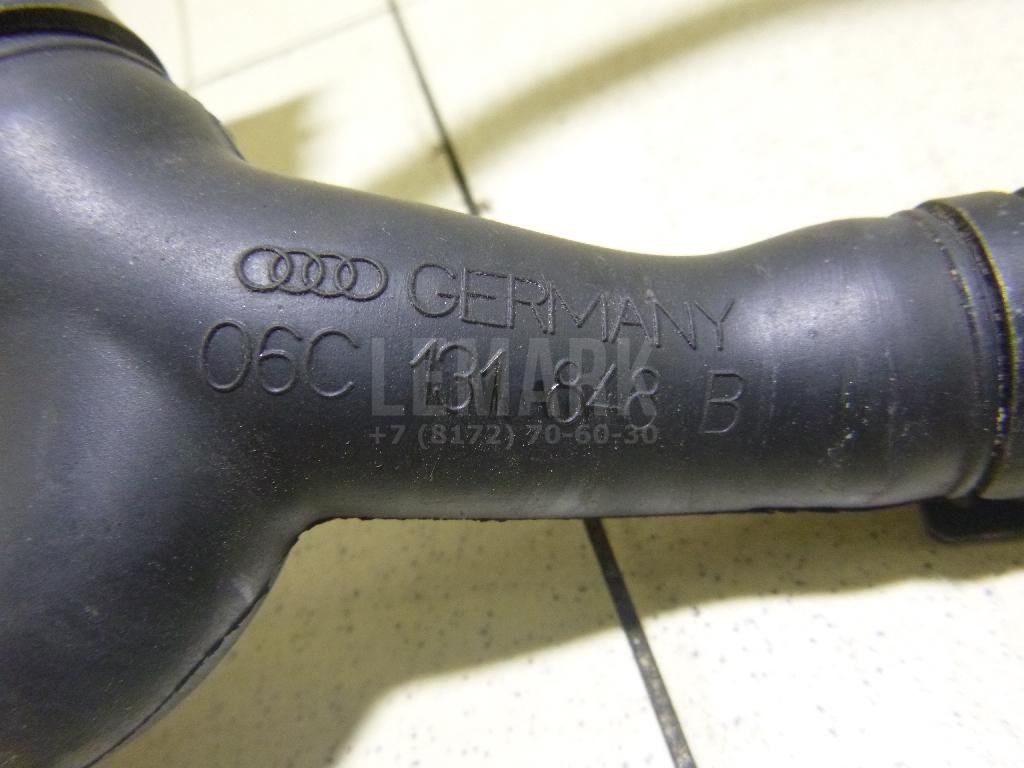 GERMANY
06C 131 848 B
LEMARK
+7 (8172) 70-60-30